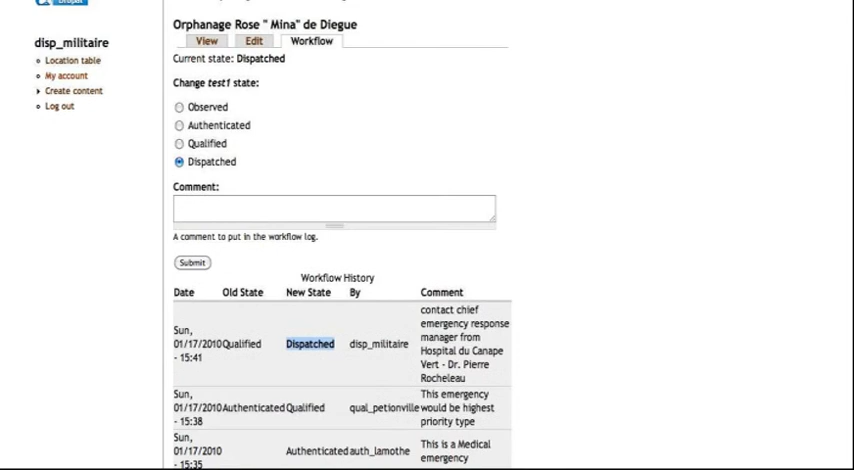 Drupal
Orphanage Rose " Mina" de Diegue
View Edit Workflow
disp_militaire
Location table
My account
Create content
Log out
Current state: Dispatched
Change test1 state:
Observed
Authenticated
Qualified
Dispatched
Comment:
A comment to put in the workflow log.
Submit
Workflow History
Date Old State New State By Comment
Sun,
01/17/2010 Qualified Dispatched disp_militaire
- 15:41
contact chief
emergency response
manager from
Hospital du Canape
Vert - Dr. Pierre
Rocheleau
Sun,
01/17/2010 Authenticated Qualified qual_petionville
- 15:38
This emergency
would be highest
priority type
Sun,
01/17/2010 Authenticated auth_lamothe
- 15:35
This is a Medical
emergency